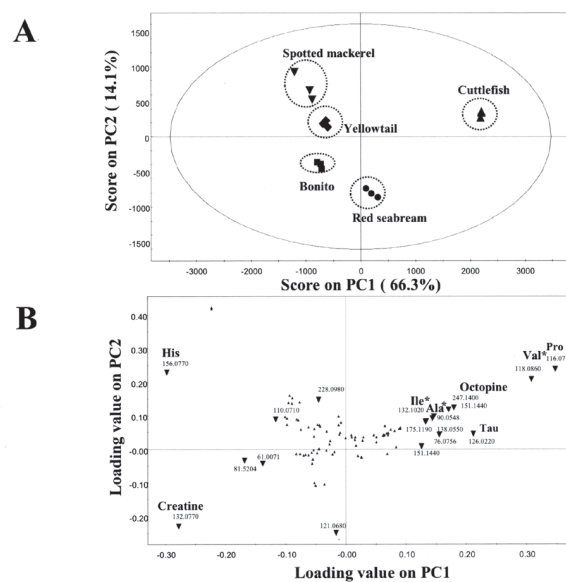 A
Score on PC2 ( 14.1%)
1500
1000
500
0
-500
-1000
-1500
Spotted mackerel
Cuttlefish
Yellowtail
Bonito
Red seabream
-3000
-2000
-1000
0
1000
2000
3000
Score on PC1 ( 66.3%)
B
Loading value on PC2
0.40
0.30
0.20
0.10
-0.00
-0.10
-0.20
His
156.0770
228.0980
110.0710
61.0071
81.5204
Creatine
132.0770
121.0680
Pro
116.07
Val*
118.0860
Octopine
247.1400
151.1440
Ile*
132.1020
Ala*
90.0548
175.1190
138.0550
Tau
76.0756
126.0220
151.1440
-0.30
-0.20
-0.10
-0.00
0.10
0.20
0.30
Loading value on PC1